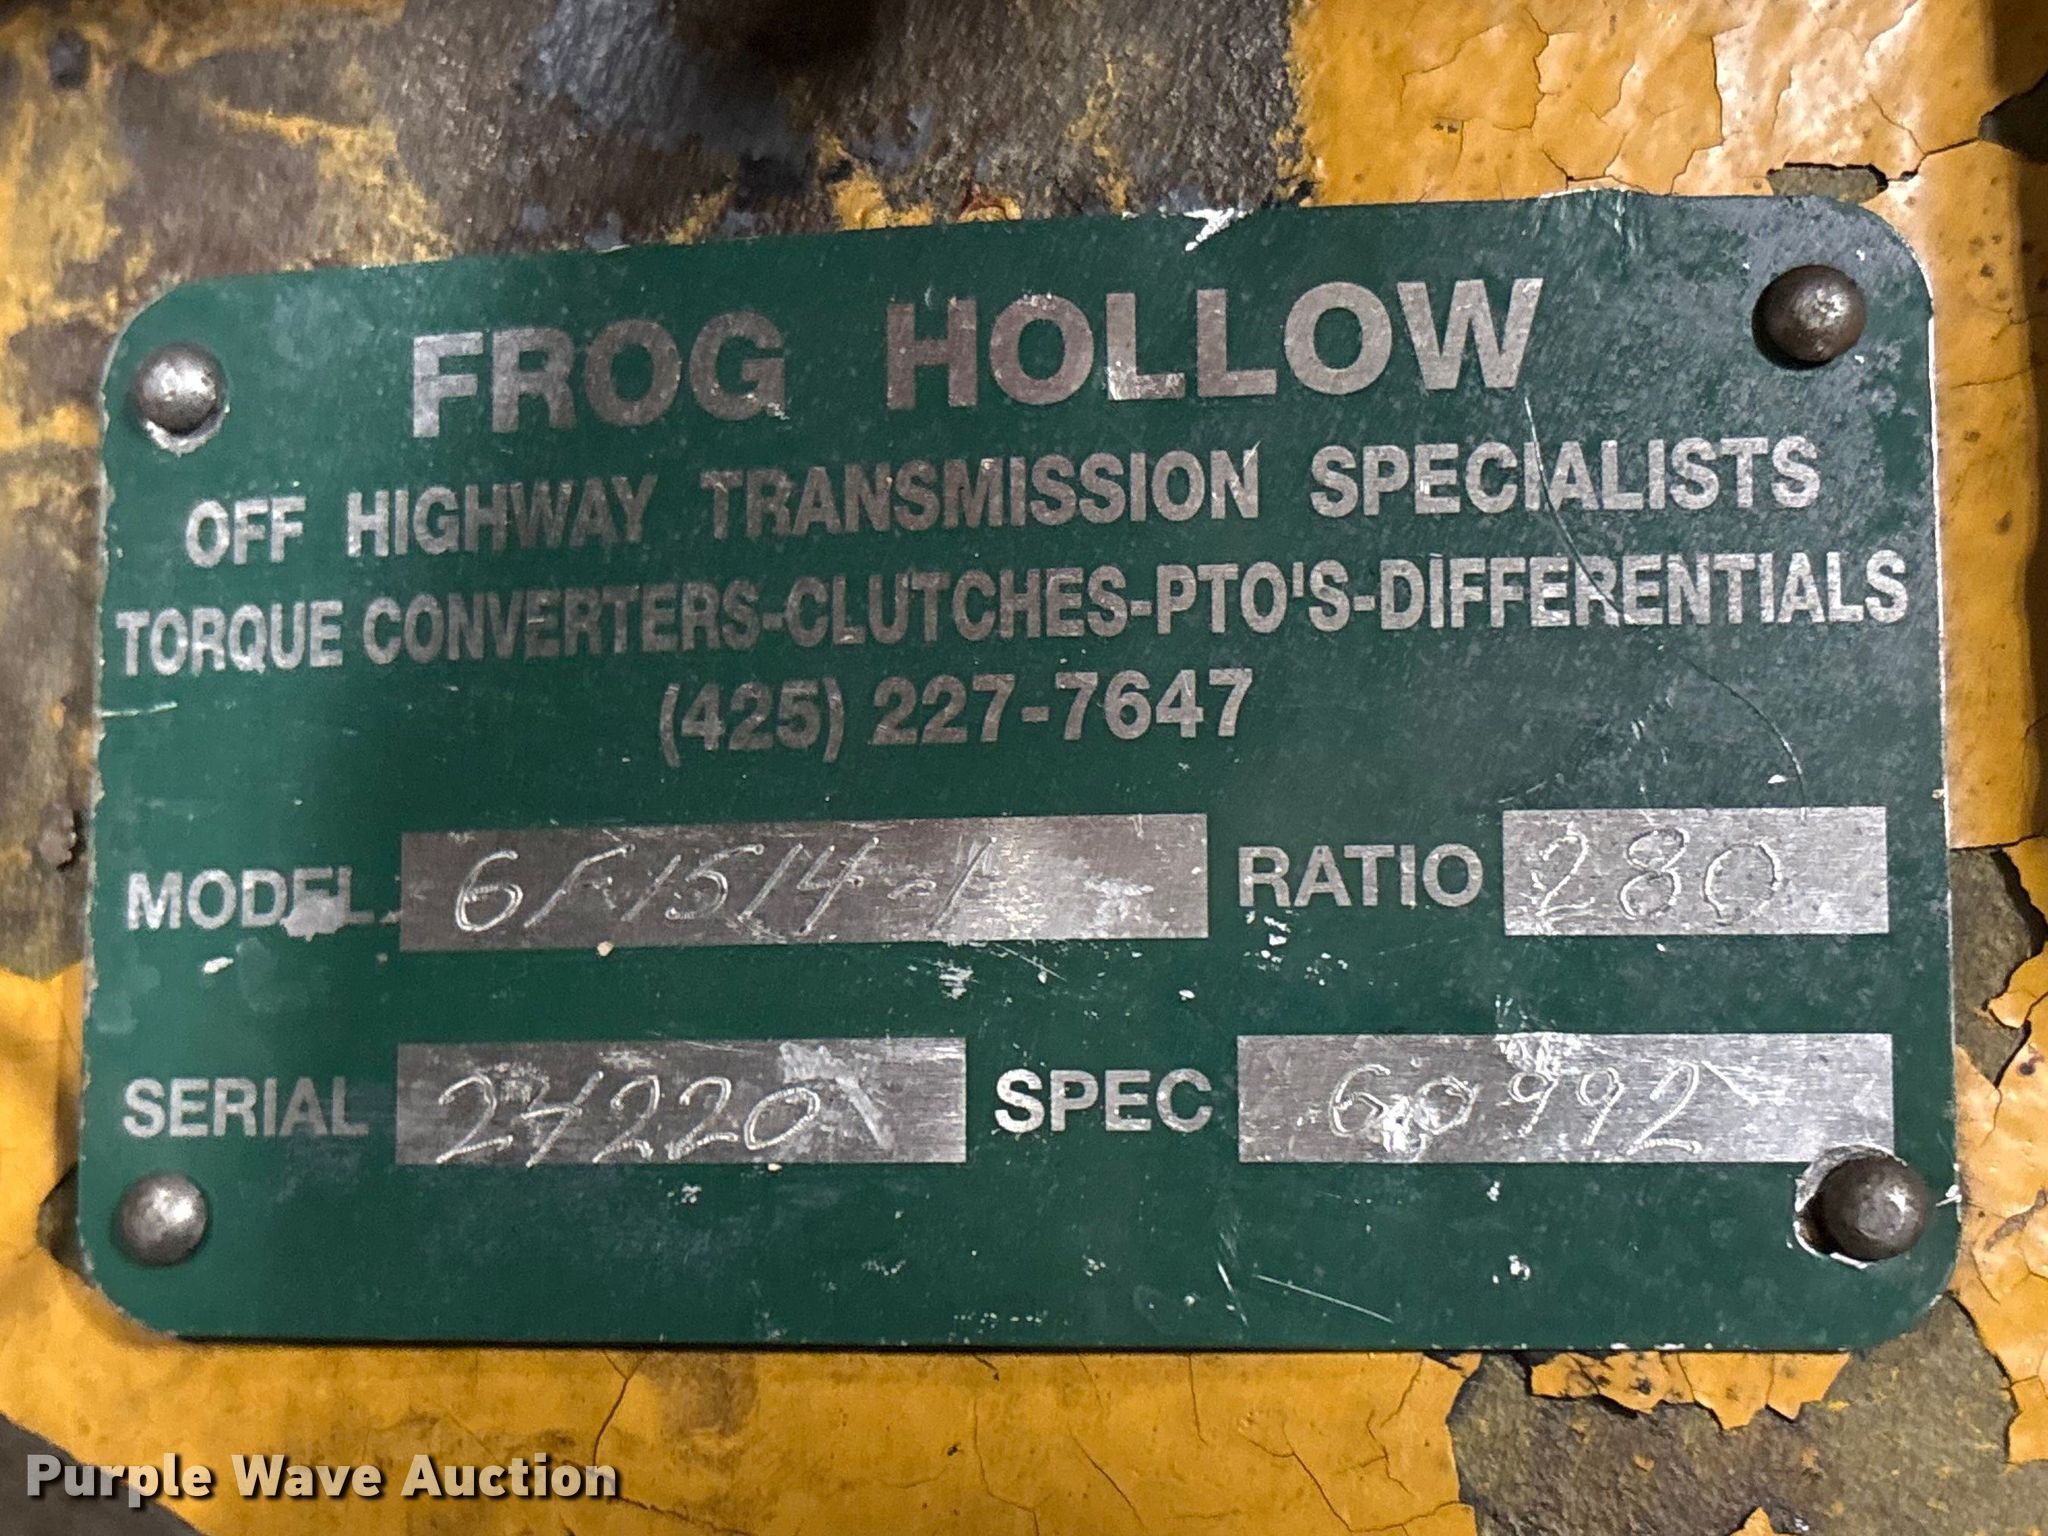 FROG HOLLOW
OFF HIGHWAY TRANSMISSION SPECIALISTS
TORQUE CONVERTERS-CLUTCHES-PTO'S-DIFFERENTIALS
(425) 227-7647
MODEL 6F1514-1 RATIO 280
SERIAL 24220 SPEC 60992
Purple Wave Auction